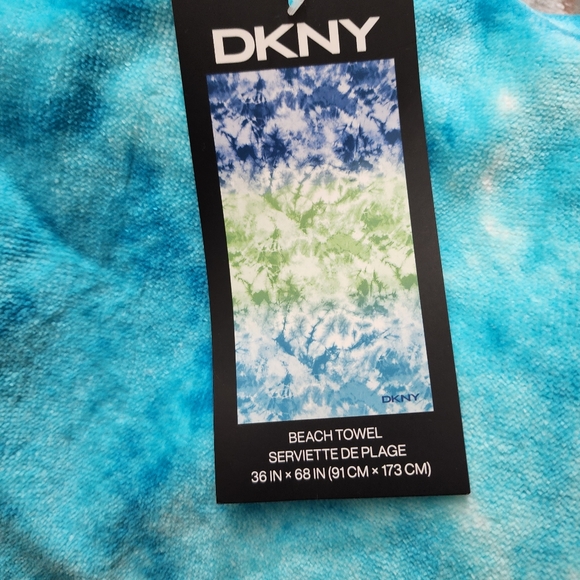 DKNY
DKNY
BEACH TOWEL
SERVIETTE DE PLAGE
36 IN × 68 IN (91 CM × 173 CM)